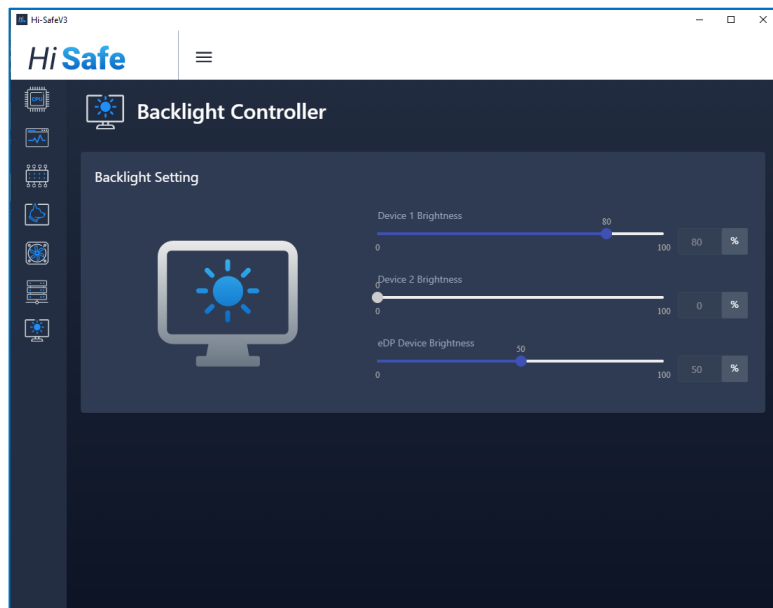 Hi-SafeV3
Hi Safe
CPU
Backlight Controller
Backlight Setting
Device 1 Brightness
80
0
100
80
%
Device 2 Brightness
0
0
100
0
%
eDP Device Brightness
50
0
100
50
%